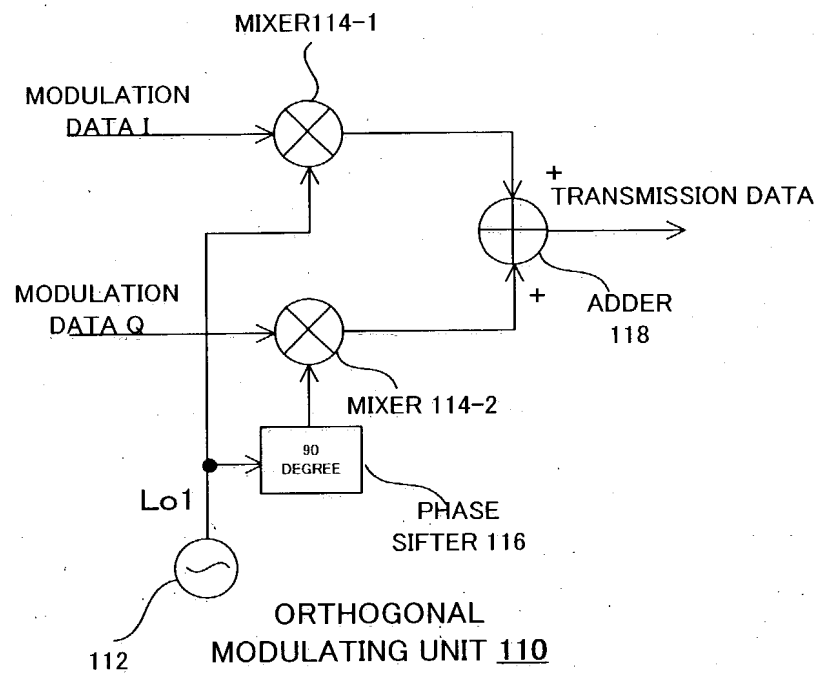 MIXER114-1
MODULATION
DATA I
+
TRANSMISSION DATA
MODULATION
DATA Q
+
ADDER
118
MIXER 114-2
90
DEGREE
Lo1
PHASE
SIFTER 116
112
ORTHOGONAL
MODULATING UNIT 110